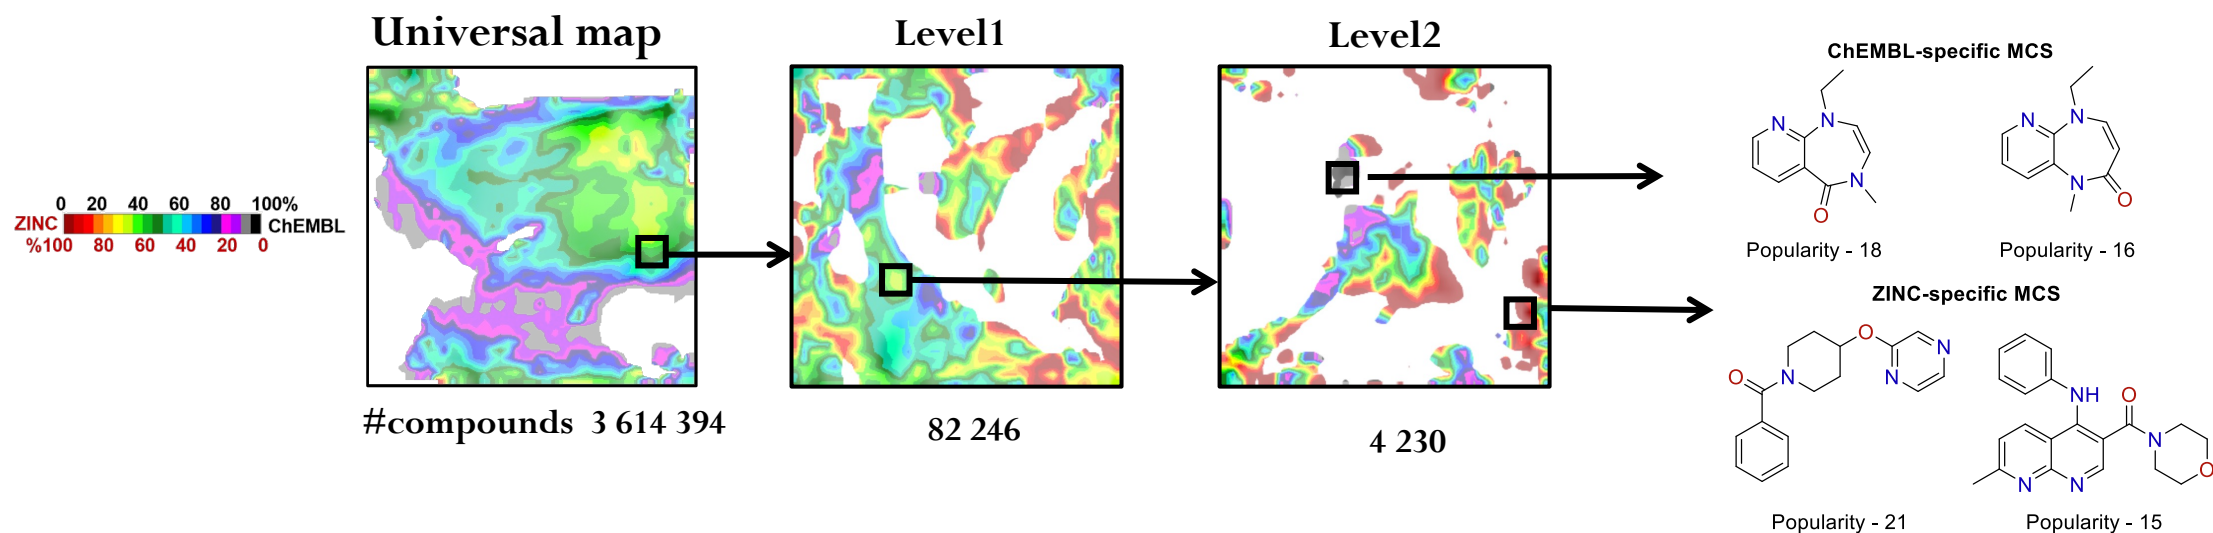 Universal map
Level1
Level2
ChEMBL-specific MCS
0 20 40 60 80 100%
ZINC
ChEMBL
%100 80 60 40 20 0
N
N
N
O
N
N
N
O
Popularity - 18
Popularity - 16
ZINC-specific MCS
O
N
N
N
O
NH
O
N
N
N
O
#compounds 3 614 394
82 246
4 230
Popularity - 21
Popularity - 15